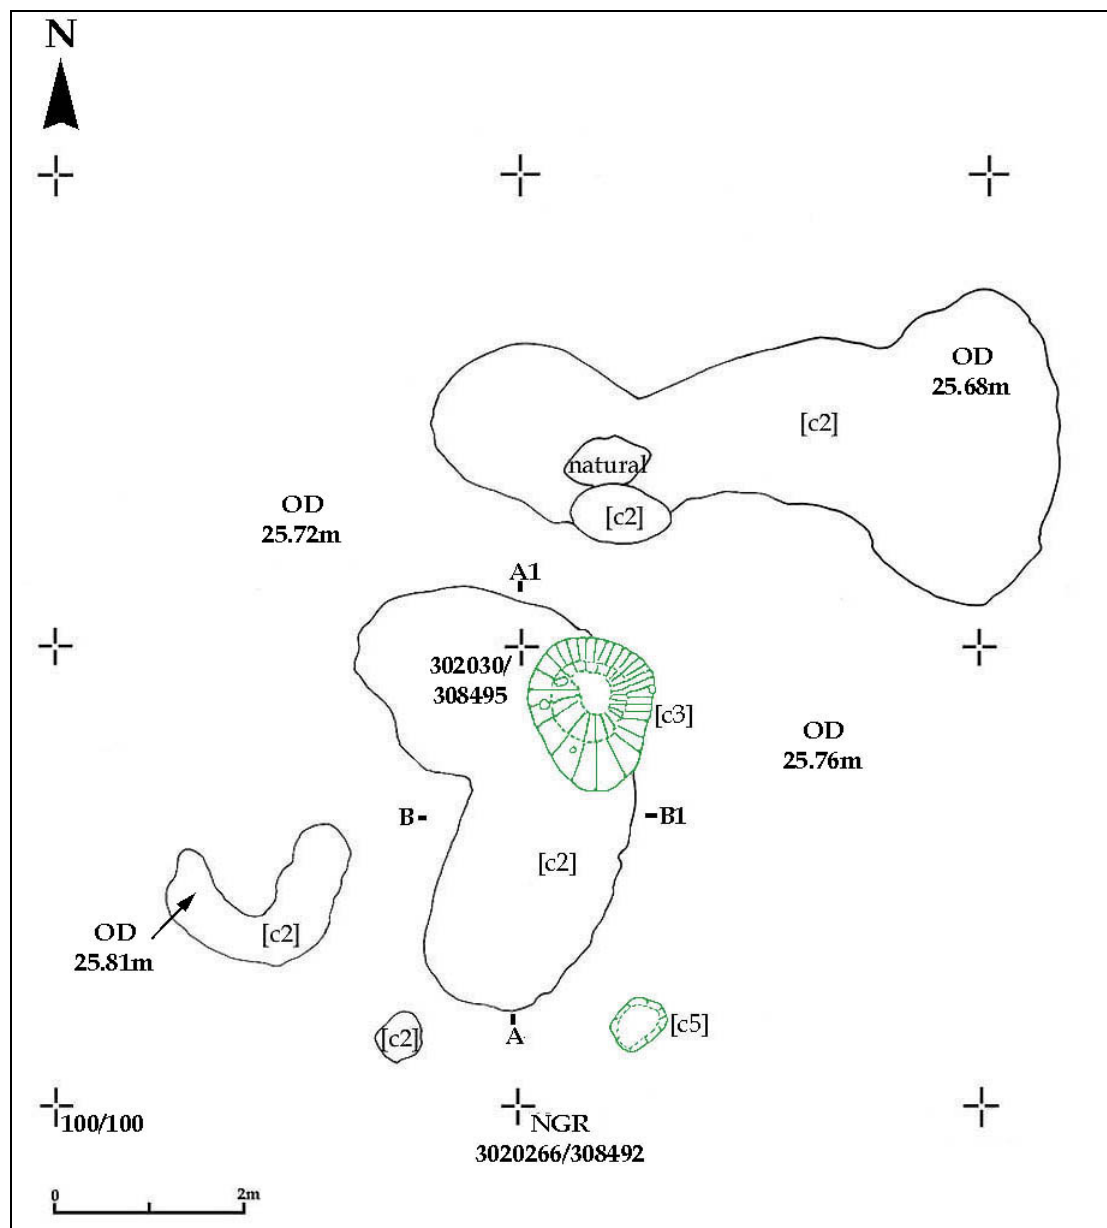 N
OD
25.68m
[c2]
natural
[c2]
OD
25.72m
A1
302030/
308495
[c3]
OD
25.76m
B
B1
[c2]
[c2]
OD
25.81m
[c2]
A
[c5]
100/100
NGR
3020266/308492
0
2m